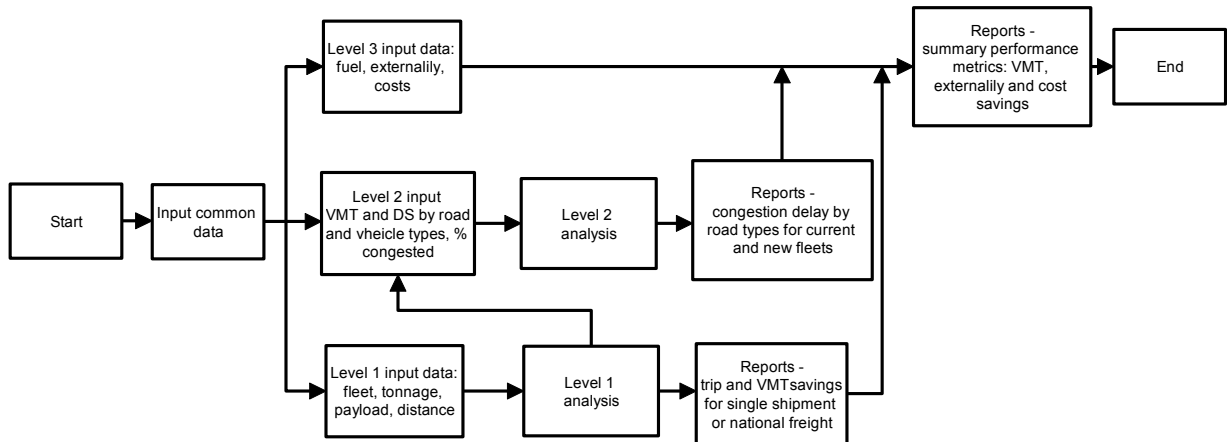 Start
Input common
data
Level 3 input data:
fuel, externalily,
costs
Level 2 input
VMT and DS by road
and vheicle types, %
congested
Level 1 input data:
fleet, tonnage,
payload, distance
Level 2
analysis
Level 1
analysis
Reports -
congestion delay by
road types for current
and new fleets
Reports -
trip and VMTsavings
for single shipment
or national freight
Reports -
summary performance
metrics: VMT,
externalily and cost
savings
End